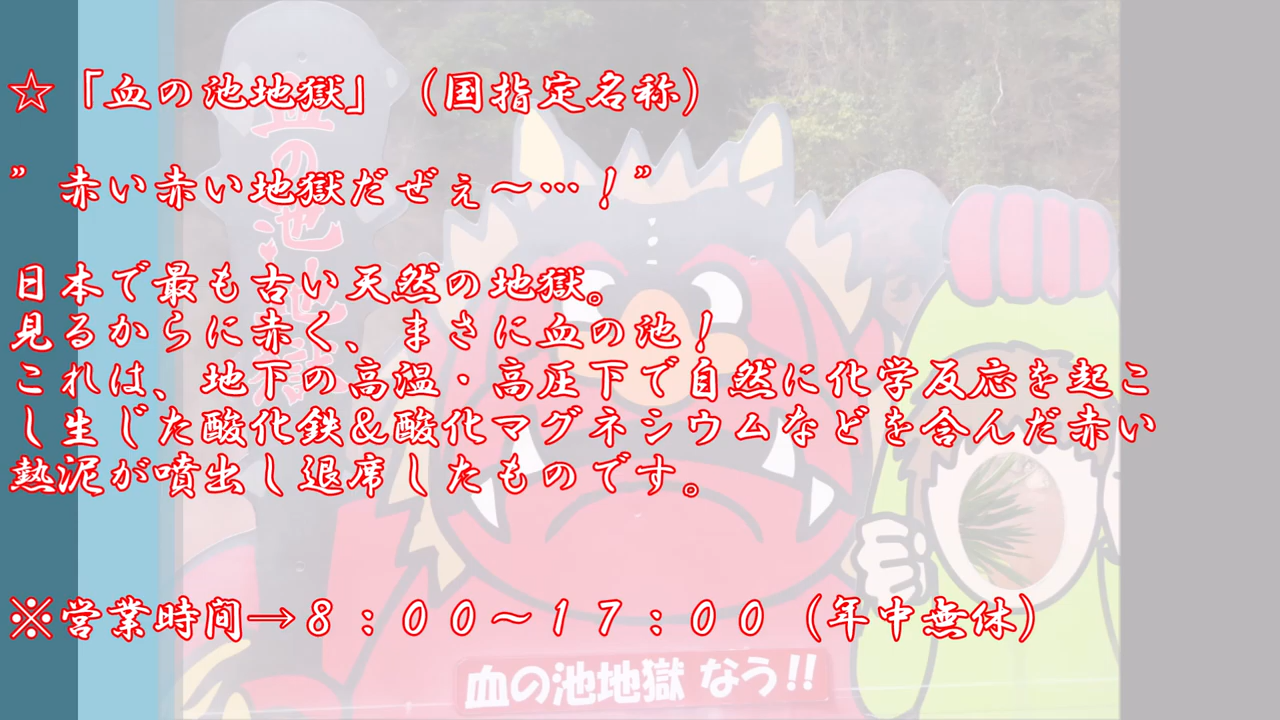 ☆「血の池地獄」（国指定名称）
”赤い赤い地獄だぜぇ～…！”
日本で最も古い天然の地獄。
見るからに赤く、まさに血の池！
これは、地下の高温・高圧下で自然に化学反応を起こ
し生じた酸化鉄＆酸化マグネシウムなどを含んだ赤い
熱泥が噴出し退席したものです。
※営業時間→８：００～１７：００（年中無休）
血の池地獄
血の池地獄 なう!!